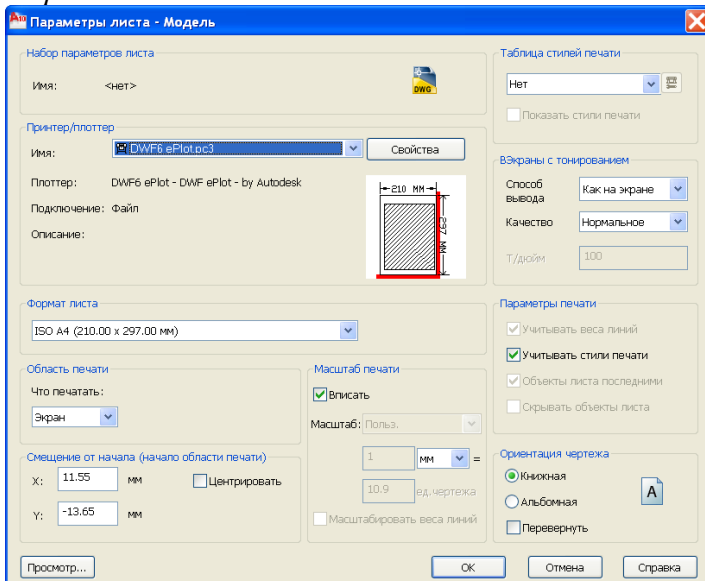 Параметры листа - Модель
Набор параметров листа
Имя: <нет>
DWG
Таблица стилей печати
Нет
Показать стили печати
Принтер/плоттер
Имя: DWF6 ePlot.pc3 Свойства
Плоттер: DWF6 ePlot - DWF ePlot - by Autodesk
Подключение: Файл
Описание:
210 MM
297 MM
ВЭкраны с тонированием
Способ вывода Как на экране
Качество Нормальное
Т/дюйм 100
Формат листа
ISO A4 (210.00 x 297.00 мм)
Параметры печати
Учитывать веса линий
Учитывать стили печати
Объекты листа последними
Скрывать объекты листа
Область печати
Что печатать:
Экран
Масштаб печати
Вписать
Масштаб: Польз.
1 мм =
10.9 ед.чертежа
Масштабировать веса линий
Смещение от начала (начало области печати)
X: 11.55 мм Центрировать
Y: -13.65 мм
Ориентация чертежа
Книжная
Альбомная
Перевернуть
A
Просмотр... ОК Отмена Справка